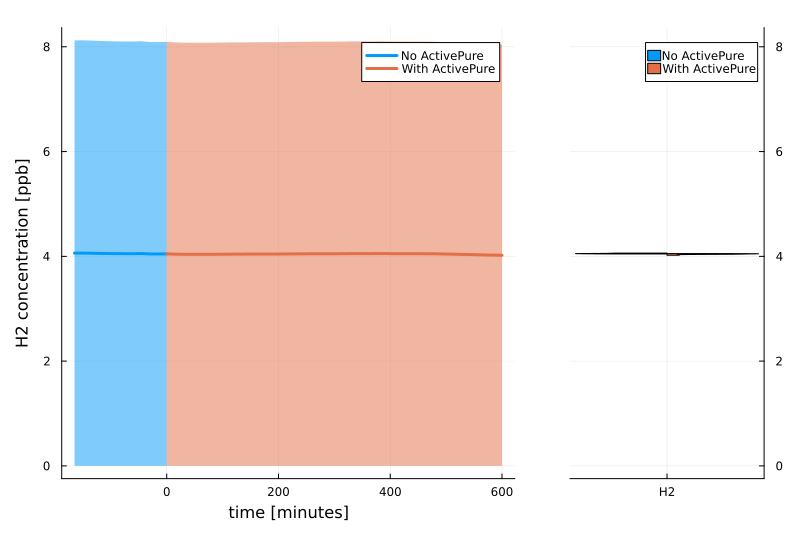 H2 concentration [ppb]
8
6
4
2
0
No ActivePure
With ActivePure
0
200
400
600
time [minutes]
No ActivePure
With ActivePure
8
6
4
2
0
H2